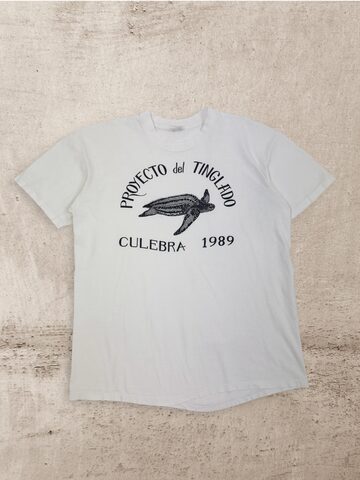 PROYECTO del TINGLADO
CULEBRA 1989